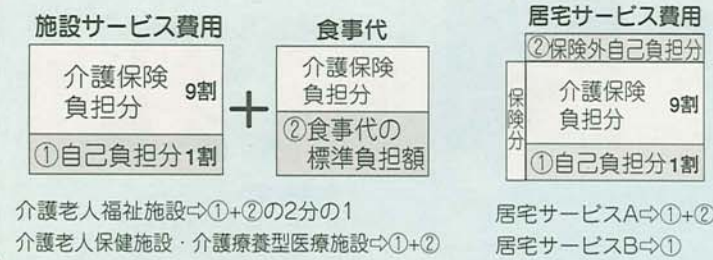 施設サービス費用
介護保険
負担分 9割
①自己負担分1割
+
食事代
介護保険
負担分
②食事代の
標準負担額
介護老人福祉施設⇨①+②の2分の1
介護老人保健施設・介護療養型医療施設⇨①+②
居宅サービス費用
②保険外自己負担分
保険分
介護保険
負担分 9割
①自己負担分1割
居宅サービスA⇨①+②
居宅サービスB⇨①